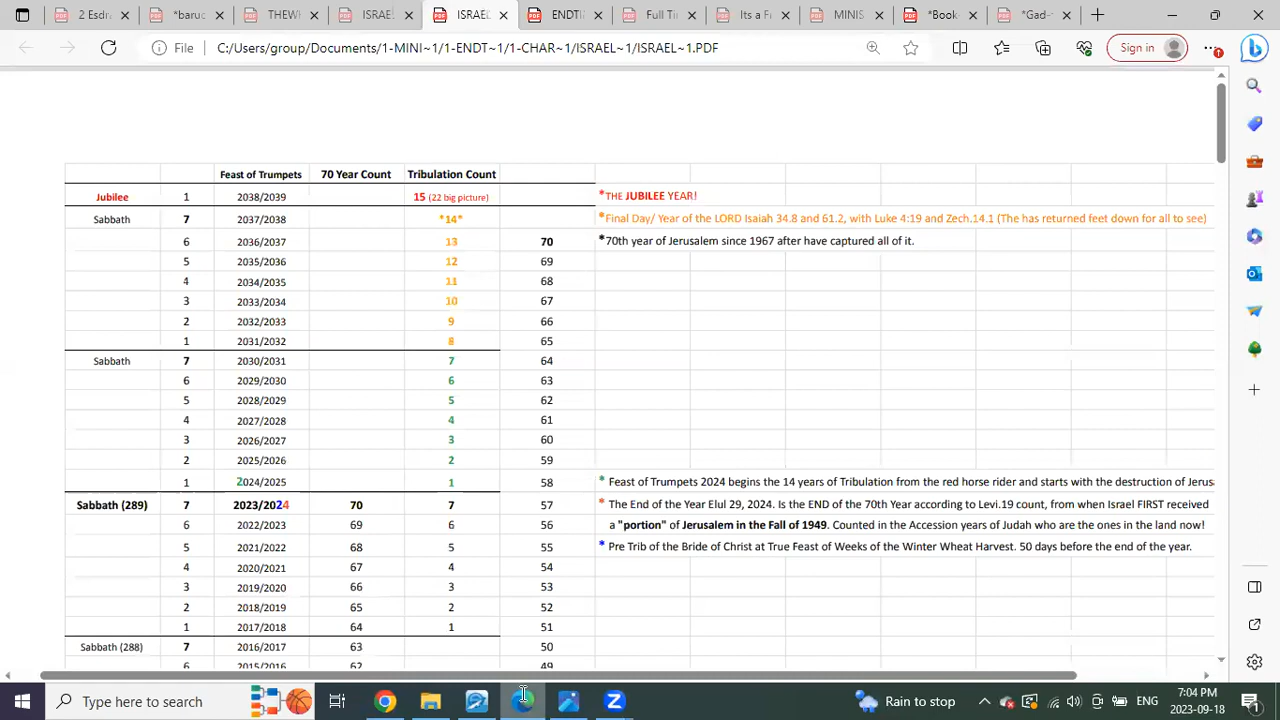 2 Esdra
*baruc
THEWI
ISRAEL
ISRAEL
ENDTI
Full Tim
Its a Fr
MINI
*Book
*Gad-
File C:/Users/group/Documents/1-MINI~1/1-ENDT~1/1-CHAR~1/ISRAEL~1/ISRAEL~1.PDF Sign in
Feast of Trumpets 70 Year Count Tribulation Count
Jubilee 1 2038/2039 15 (22 big picture) *THE JUBILEE YEAR!
Sabbath 7 2037/2038 *14* *Final Day/ Year of the LORD Isaiah 34.8 and 61.2, with Luke 4:19 and Zech.14.1 (The has returned feet down for all to see)
6 2036/2037 13 70 *70th year of Jerusalem since 1967 after have captured all of it.
5 2035/2036 12 69
4 2034/2035 11 68
3 2033/2034 10 67
2 2032/2033 9 66
1 2031/2032 8 65
Sabbath 7 2030/2031 7 64
6 2029/2030 6 63
5 2028/2029 5 62
4 2027/2028 4 61
3 2026/2027 3 60
2 2025/2026 2 59
1 2024/2025 1 58 * Feast of Trumpets 2024 begins the 14 years of Tribulation from the red horse rider and starts with the destruction of Jerus
Sabbath (289) 7 2023/2024 70 7 57 * The End of the Year Elul 29, 2024. Is the END of the 70th Year according to Levi.19 count, from when Israel FIRST received
6 2022/2023 69 6 56 a "portion" of Jerusalem in the Fall of 1949. Counted in the Accession years of Judah who are the ones in the land now!
5 2021/2022 68 5 55 * Pre Trib of the Bride of Christ at True Feast of Weeks of the Winter Wheat Harvest. 50 days before the end of the year.
4 2020/2021 67 4 54
3 2019/2020 66 3 53
2 2018/2019 65 2 52
1 2017/2018 64 1 51
Sabbath (288) 7 2016/2017 63 50
6 2015/2016 62 49
Type here to search
Rain to stop
ENG
7:04 PM
2023-09-18